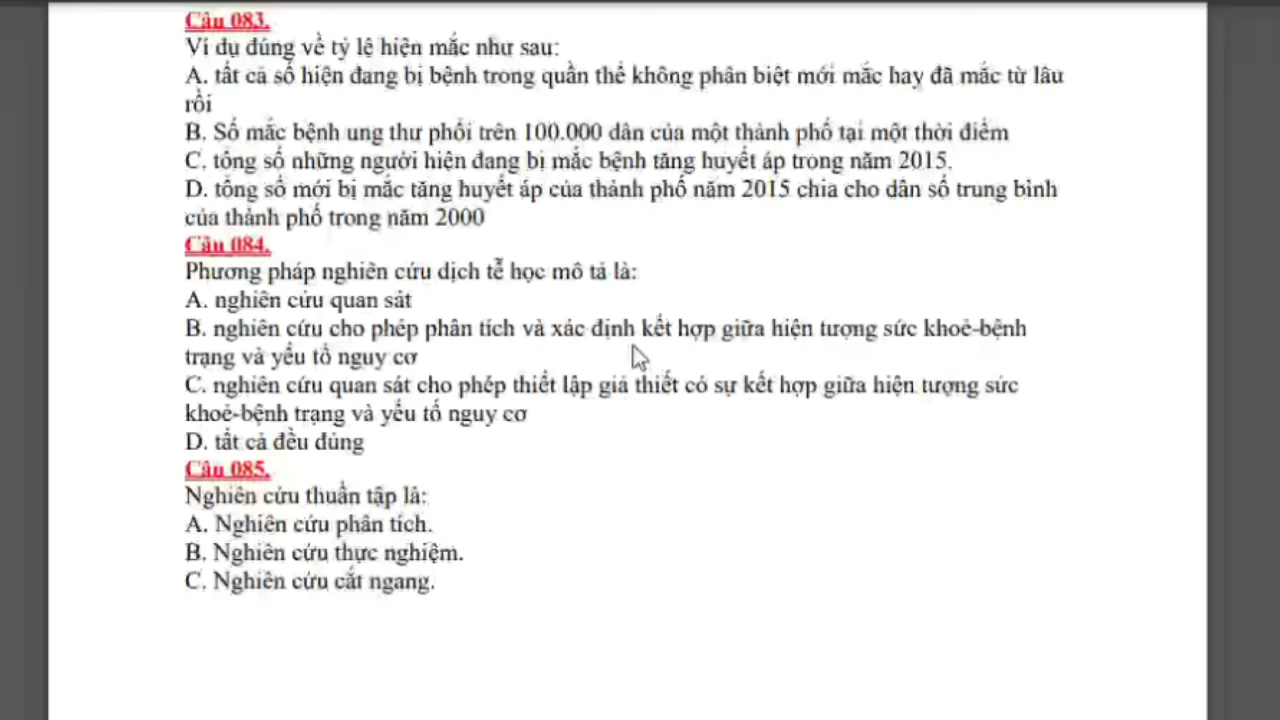 Câu 083.
Ví dụ đúng về tỷ lệ hiện mắc như sau:
A. tất cả số hiện đang bị bệnh trong quần thể không phân biệt mới mắc hay đã mắc từ lâu
rồi
B. Số mắc bệnh ung thư phổi trên 100.000 dân của một thành phố tại một thời điểm
C. tổng số những người hiện đang bị mắc bệnh tăng huyết áp trong năm 2015.
D. tổng số mới bị mắc tăng huyết áp của thành phố năm 2015 chia cho dân số trung bình
của thành phố trong năm 2000
Câu 084.
Phương pháp nghiên cứu dịch tễ học mô tả là:
A. nghiên cứu quan sát
B. nghiên cứu cho phép phân tích và xác định kết hợp giữa hiện tượng sức khoẻ-bệnh
trạng và yếu tố nguy cơ
C. nghiên cứu quan sát cho phép thiết lập giả thiết có sự kết hợp giữa hiện tượng sức
khoẻ-bệnh trạng và yếu tố nguy cơ
D. tất cả đều đúng
Câu 085.
Nghiên cứu thuần tập là:
A. Nghiên cứu phân tích.
B. Nghiên cứu thực nghiệm.
C. Nghiên cứu cắt ngang.